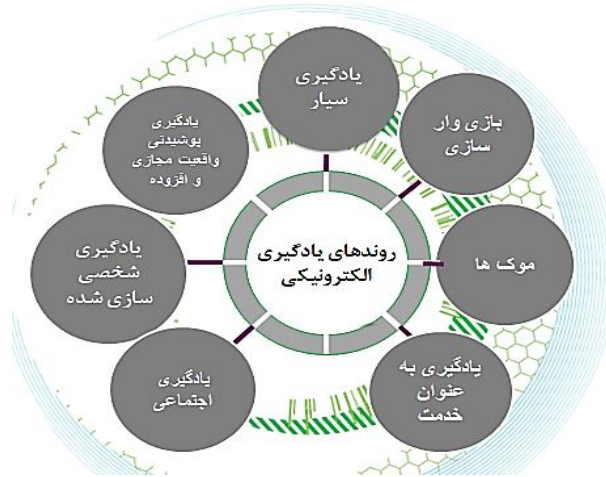 یادگیری
سیار
بازی وار
سازی
موک ها
یادگیری به
عنوان
خدمت
یادگیری
اجتماعی
یادگیری
شخصی
سازی شده
یادگیری
پوشیدنی
واقعیت مجازی
و افزوده
روندهای یادگیری
الکترونیکی